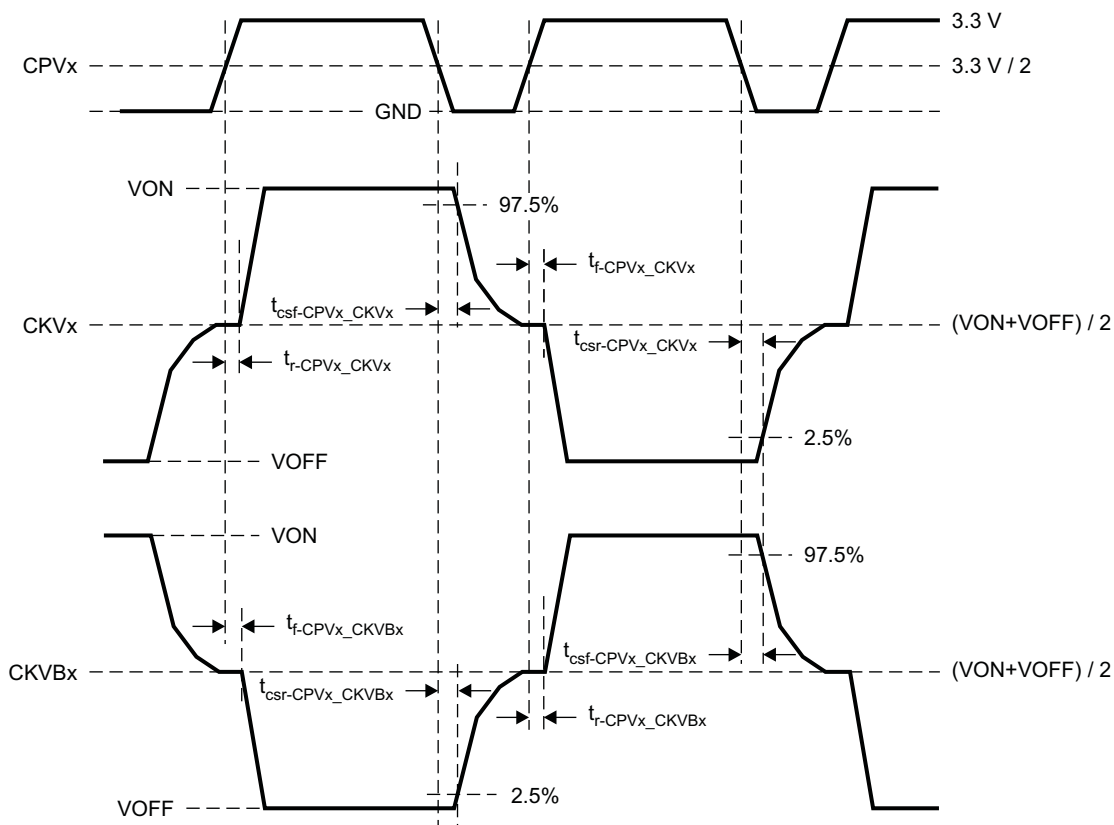 3.3 V
CPVx
3.3 V / 2
GND
VON
97.5%
tf-CPVx_CKVx
tcsf-CPVx_CKVx
CKVx
(VON+VOFF) / 2
tcsr-CPVx_CKVx
tr-CPVx_CKVx
2.5%
VOFF
VON
97.5%
tf-CPVx_CKVBx
tcsf-CPVx_CKVBx
CKVBx
(VON+VOFF) / 2
tcsr-CPVx_CKVBx
tr-CPVx_CKVBx
2.5%
VOFF